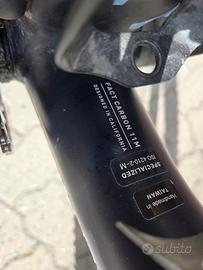 FACT CARBON 11M
DESIGNED IN CALIFORNIA
SPECIALIZED
ISO 4210-2-M
Handmade in
TAIWAN
subito